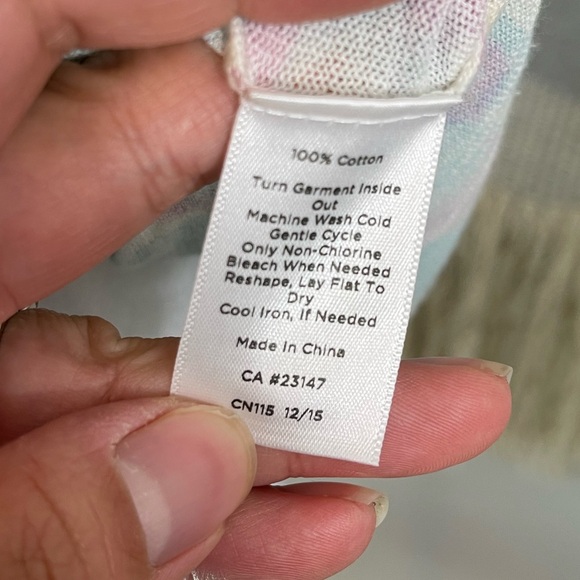 100% Cotton
Turn Garment Inside
Out
Machine Wash Cold
Gentle Cycle
Only Non-Chlorine
Bleach When Needed
Reshape, Lay Flat To
Dry
Cool Iron, If Needed
Made In China
CA #23147
CN115 12/15